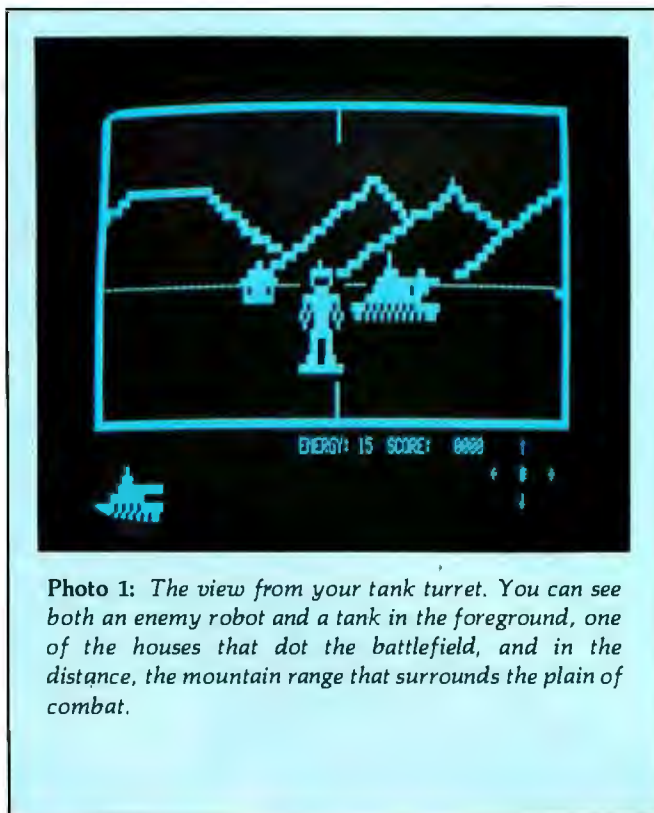 ENERGY: 15 SCORE: 0000
Photo 1: The view from your tank turret. You can see
both an enemy robot and a tank in the foreground, one
of the houses that dot the battlefield, and in the
distance, the mountain range that surrounds the plain of
combat.